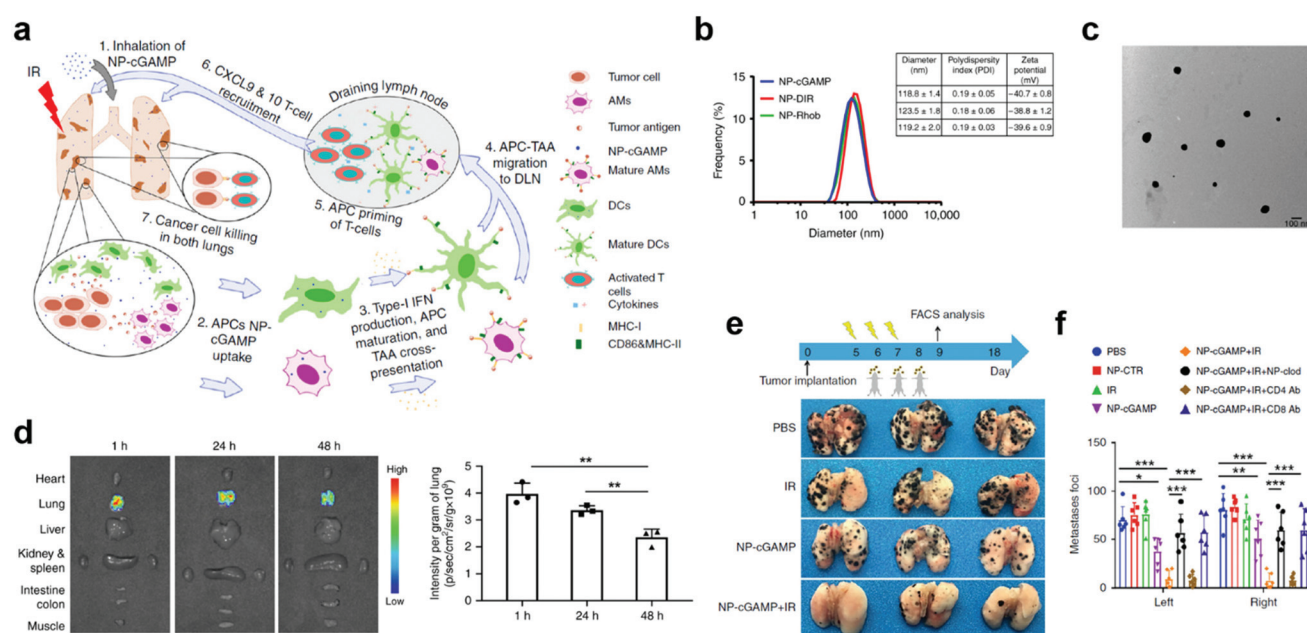 a
1. Inhalation of
NP-cGAMP
IR
6. CXCL9 & 10 T-cell
recruitment
Draining lymph node
4. APC-TAA
migration
to DLN
5. APC priming
of T-cells
7. Cancer cell killing
in both lungs
2. APCs NP-
cGAMP
uptake
3. Type-I IFN
production, APC
maturation, and
TAA cross-
presentation
Tumor cell
AMs
Tumor antigen
NP-cGAMP
Mature AMs
DCs
Mature DCs
Activated T
cells
Cytokines
MHC-I
CD86&MHC-II
b
Frequency (%)
15
10
5
0
1 10 100 1000 10,000
Diameter (nm)
NP-cGAMP
NP-DIR
NP-Rhob
Diameter (nm) Polydispersity index (PDI) Zeta potential (mV)
118.8 ± 1.4 0.19 ± 0.05 −40.7 ± 0.8
123.5 ± 1.8 0.18 ± 0.06 −38.8 ± 1.2
119.2 ± 2.0 0.19 ± 0.03 −39.6 ± 0.9
c
100 nm
d
1 h 24 h 48 h
Heart
Lung
Liver
Kidney &
spleen
Intestine
colon
Muscle
High
Low
Intensity per gram of lung
(p/sec/cm²/sr/g×10⁹)
5
4
3
2
1
0
** 
**
1 h 24 h 48 h
e
FACS analysis
0 5 6 7 8 9 18
Day
Tumor implantation
PBS
IR
NP-cGAMP
NP-cGAMP+IR
f
PBS
NP-CTR
IR
NP-cGAMP
NP-cGAMP+IR
NP-cGAMP+IR+NP-clod
NP-cGAMP+IR+CD4 Ab
NP-cGAMP+IR+CD8 Ab
Metastases foci
150
100
50
0
*** *** * *** 
*** ** *** ***
Left Right